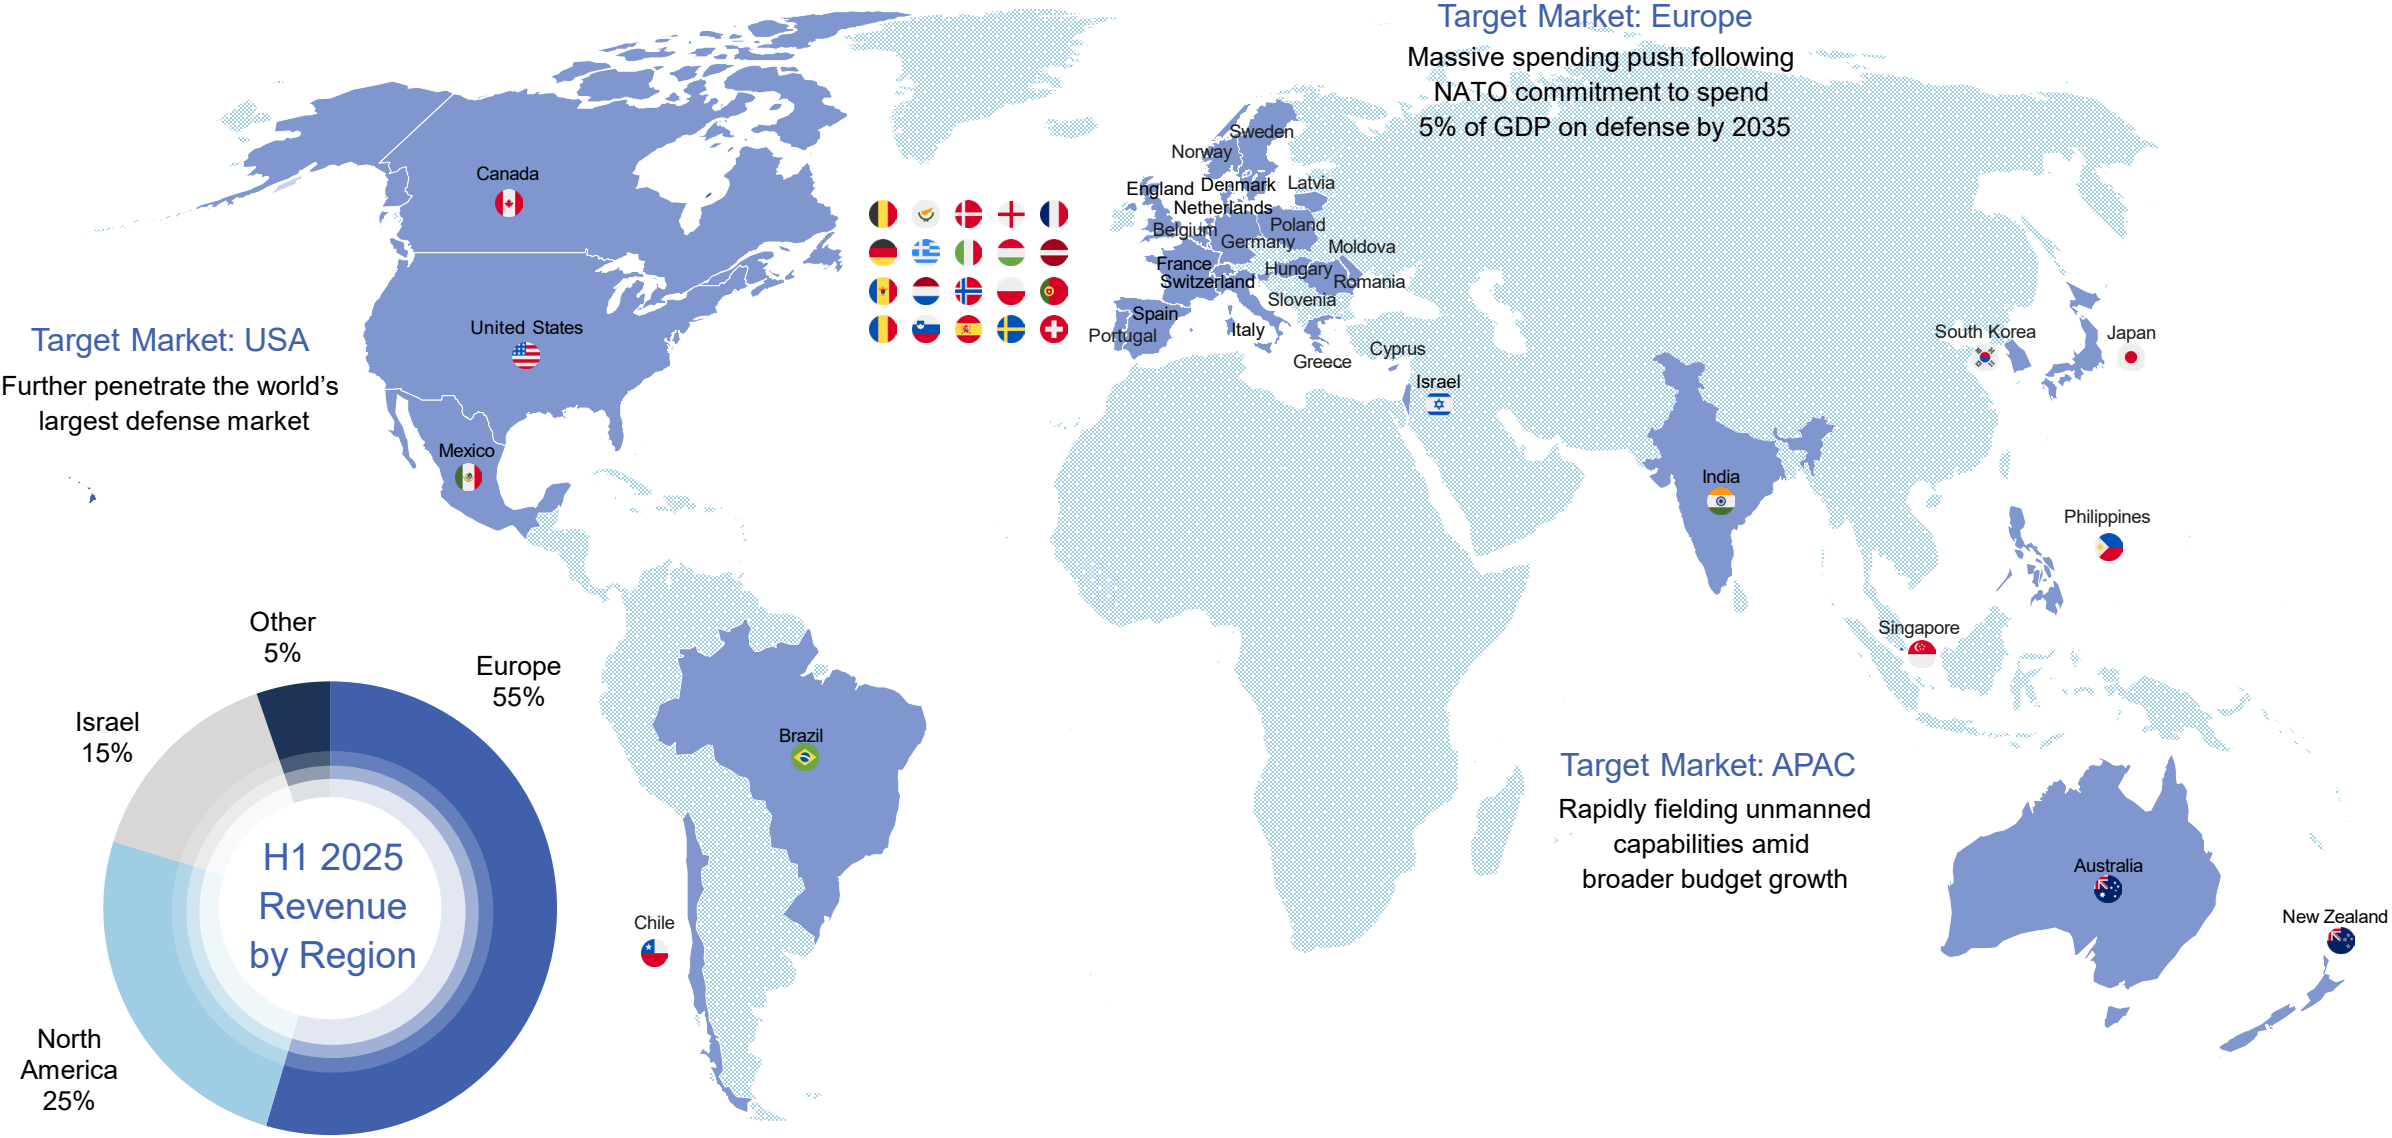 Target Market: Europe
Massive spending push following
NATO commitment to spend
5% of GDP on defense by 2035
Sweden
Norway
Canada
England
Denmark
Latvia
Netherlands
Belgium
Poland
Germany
Moldova
France
Hungary
Switzerland
Romania
Slovenia
Spain
Portugal
Italy
Greece
Cyprus
Israel
United States
Target Market: USA
Further penetrate the world’s
largest defense market
Mexico
South Korea
Japan
India
Philippines
Singapore
Brazil
Chile
Target Market: APAC
Rapidly fielding unmanned
capabilities amid
broader budget growth
Australia
New Zealand
Other
5%
Europe
55%
Israel
15%
North
America
25%
H1 2025
Revenue
by Region